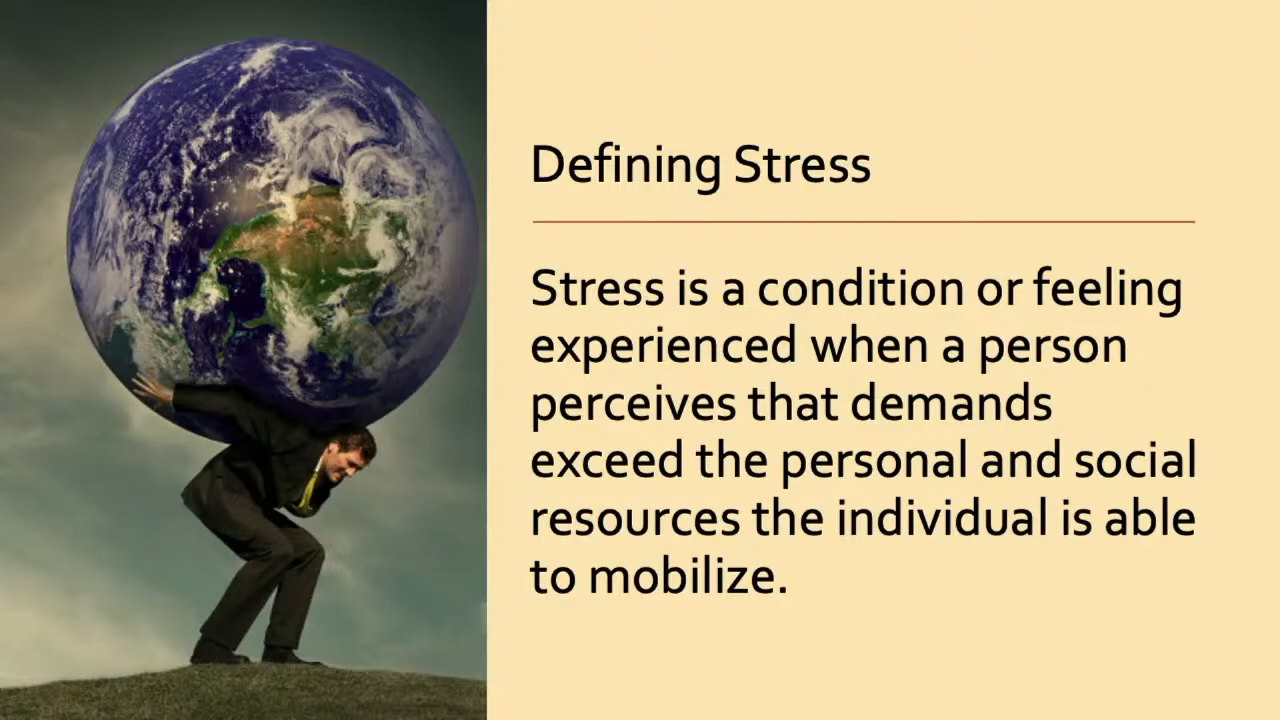 Defining Stress
Stress is a condition or feeling
experienced when a person
perceives that demands
exceed the personal and social
resources the individual is able
to mobilize.